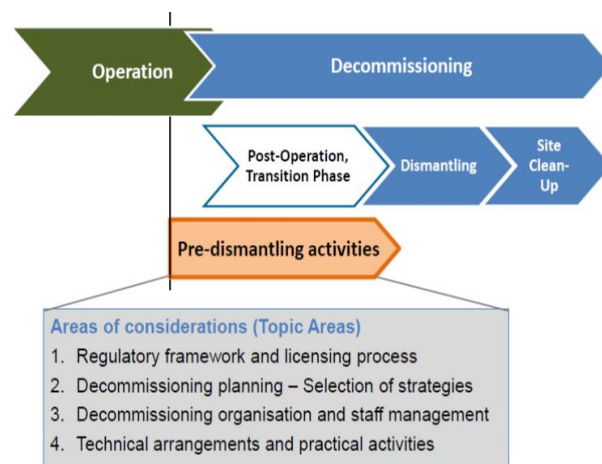 Operation
Decommissioning
Post-Operation,
Transition Phase
Dismantling
Site
Clean-
Up
Pre-dismantling activities
Areas of considerations (Topic Areas)
1. Regulatory framework and licensing process
2. Decommissioning planning – Selection of strategies
3. Decommissioning organisation and staff management
4. Technical arrangements and practical activities